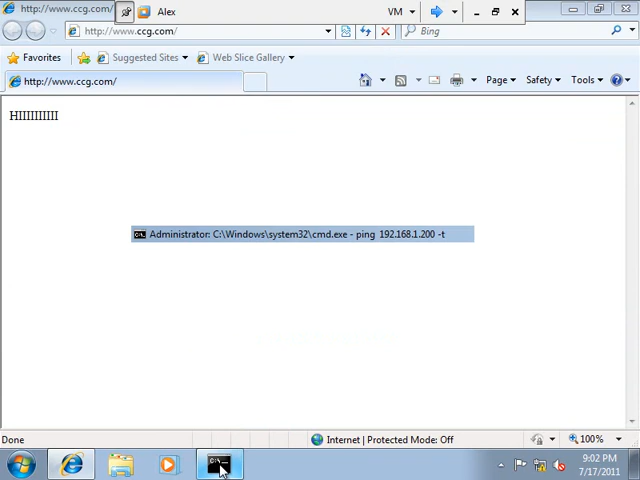 http://www.ccg.com/
Alex
VM
http://www.ccg.com/
Bing
Favorites
Suggested Sites
Web Slice Gallery
http://www.ccg.com/
Page
Safety
Tools
HIIIIIIIIII
Administrator: C:\Windows\system32\cmd.exe - ping 192.168.1.200 -t
Done
Internet | Protected Mode: Off
100%
C:\
9:02 PM
7/17/2011